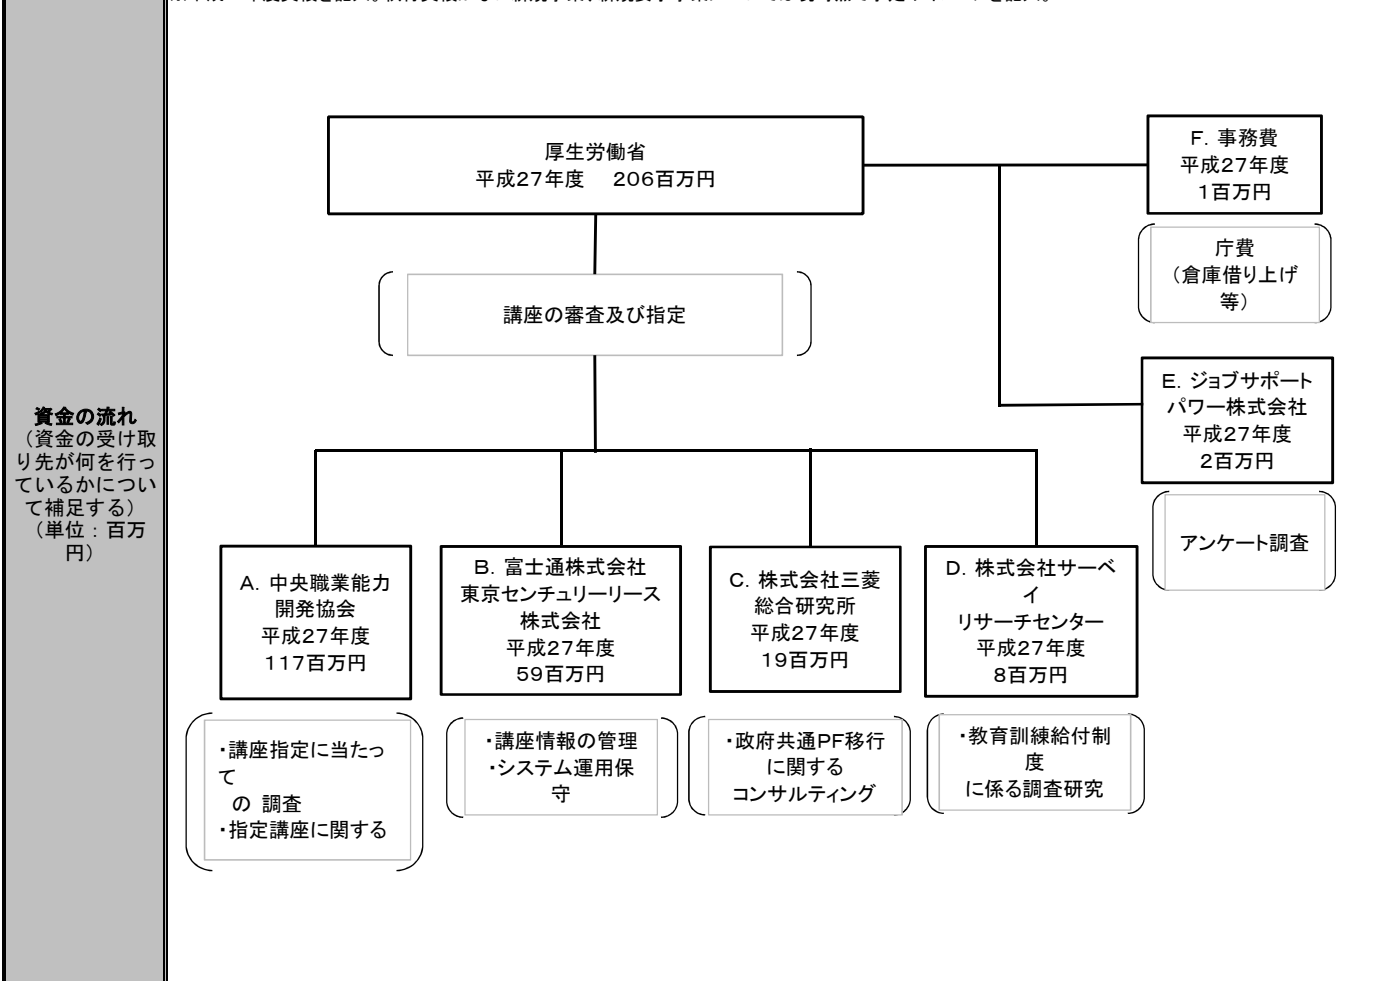 資金の流れ
（資金の受け取
り先が何を行っ
ているかについ
て補足する）
（単位：百万
円）
厚生労働省
平成27年度　206百万円
F. 事務費
平成27年度
1百万円
庁費
（倉庫借り上げ
等）
講座の審査及び指定
E. ジョブサポート
パワー株式会社
平成27年度
2百万円
アンケート調査
A. 中央職業能力
開発協会
平成27年度
117百万円
B. 富士通株式会社
東京センチュリーリース
株式会社
平成27年度
59百万円
C. 株式会社三菱
総合研究所
平成27年度
19百万円
D. 株式会社サーベ
イ
リサーチセンター
平成27年度
8百万円
・講座指定に当たっ
て
の 調査
・指定講座に関する
・講座情報の管理
・システム運用保
守
・政府共通PF移行
に関する
コンサルティング
・教育訓練給付制
度
に係る調査研究